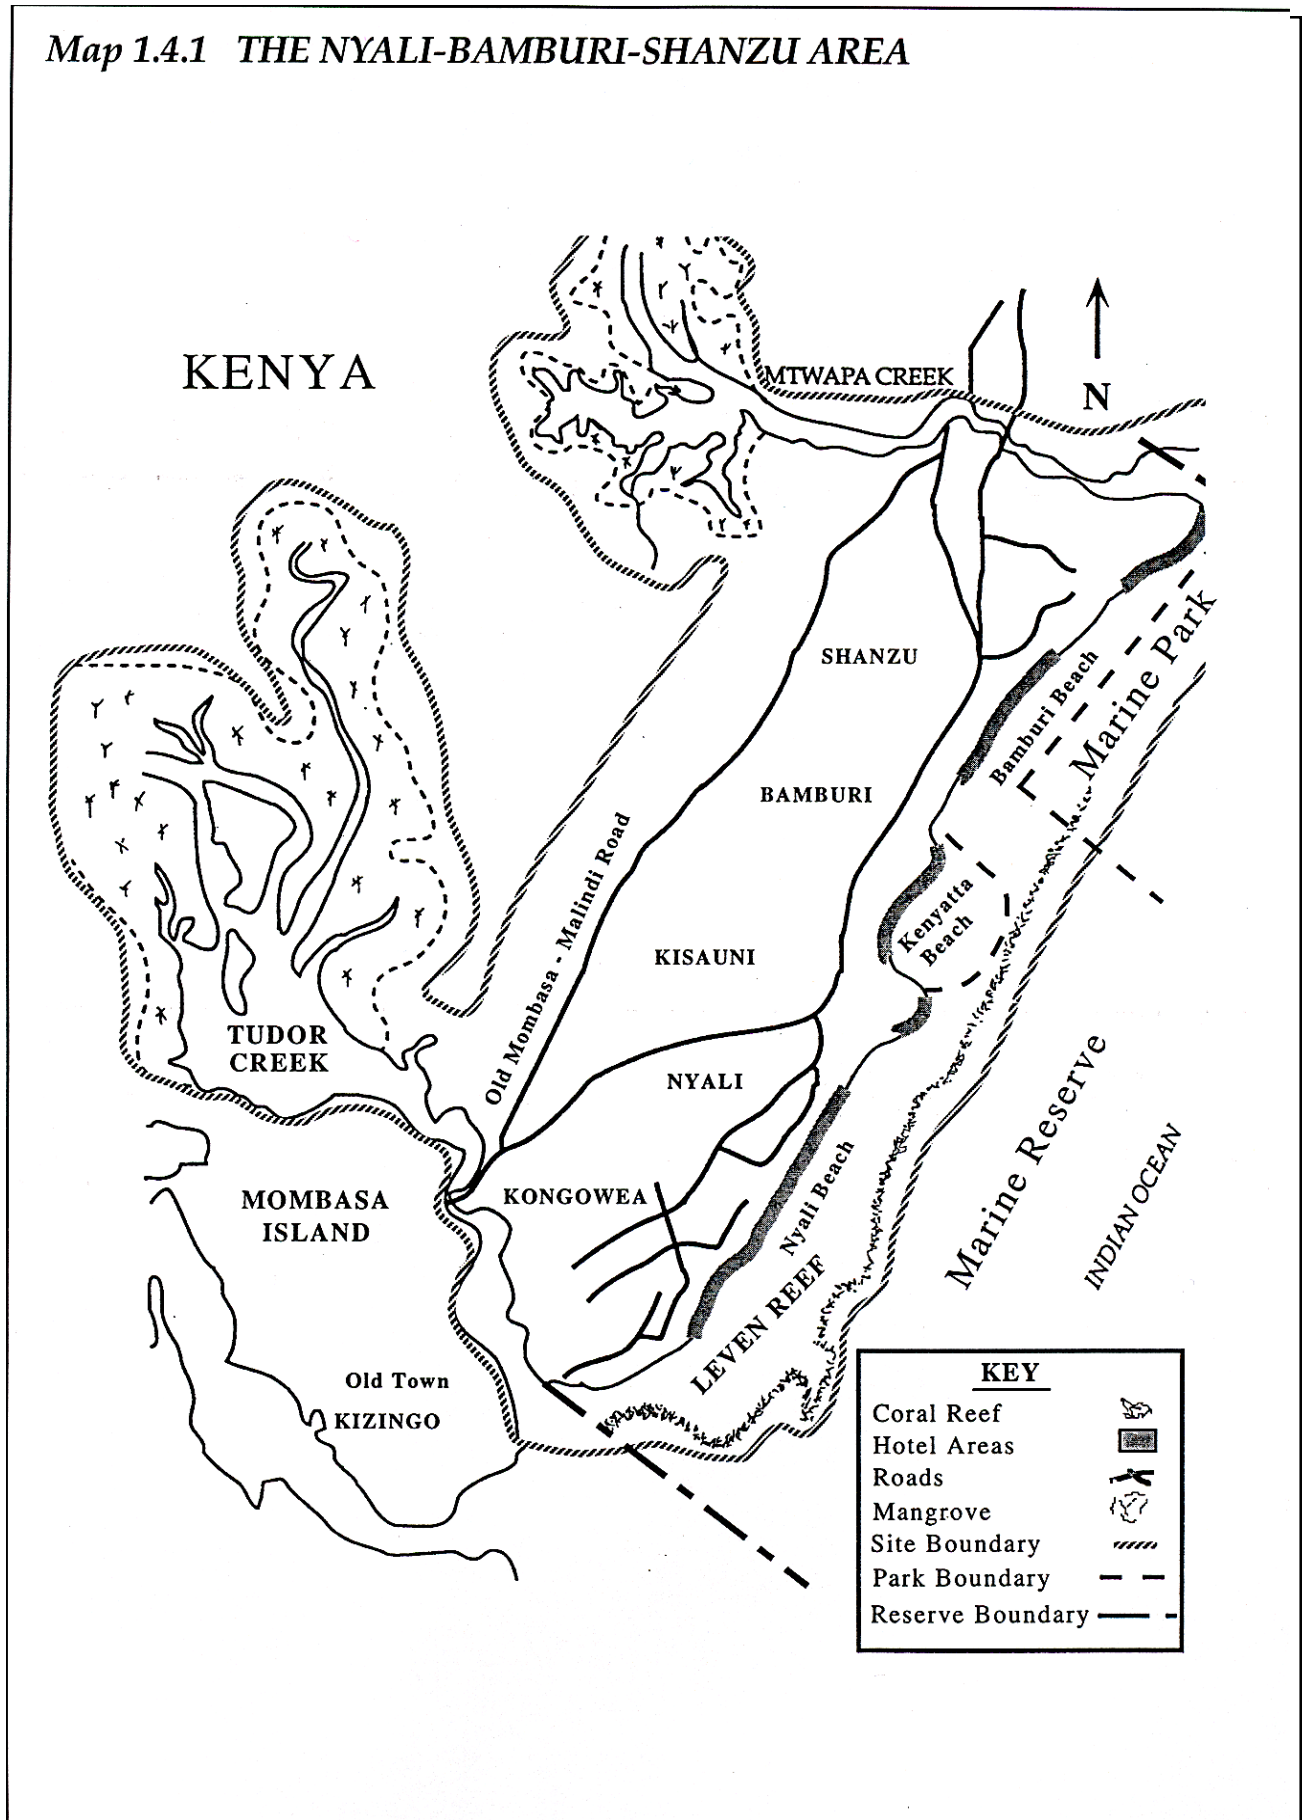 Map 1.4.1 THE NYALI-BAMBURI-SHANZU AREA
KENYA
MTWAPA CREEK
N
SHANZU
Bamburi Beach
Marine Park
BAMBURI
Old Mombasa - Malindi Road
Kenyatta
Beach
KISAUNI
TUDOR
CREEK
NYALI
Marine Reserve
INDIAN OCEAN
MOMBASA
ISLAND
KONGOWEA
Nyali Beach
LEVEN REEF
Old Town
KIZINGO
KEY
Coral Reef
Hotel Areas
Roads
Mangrove
Site Boundary
Park Boundary
Reserve Boundary